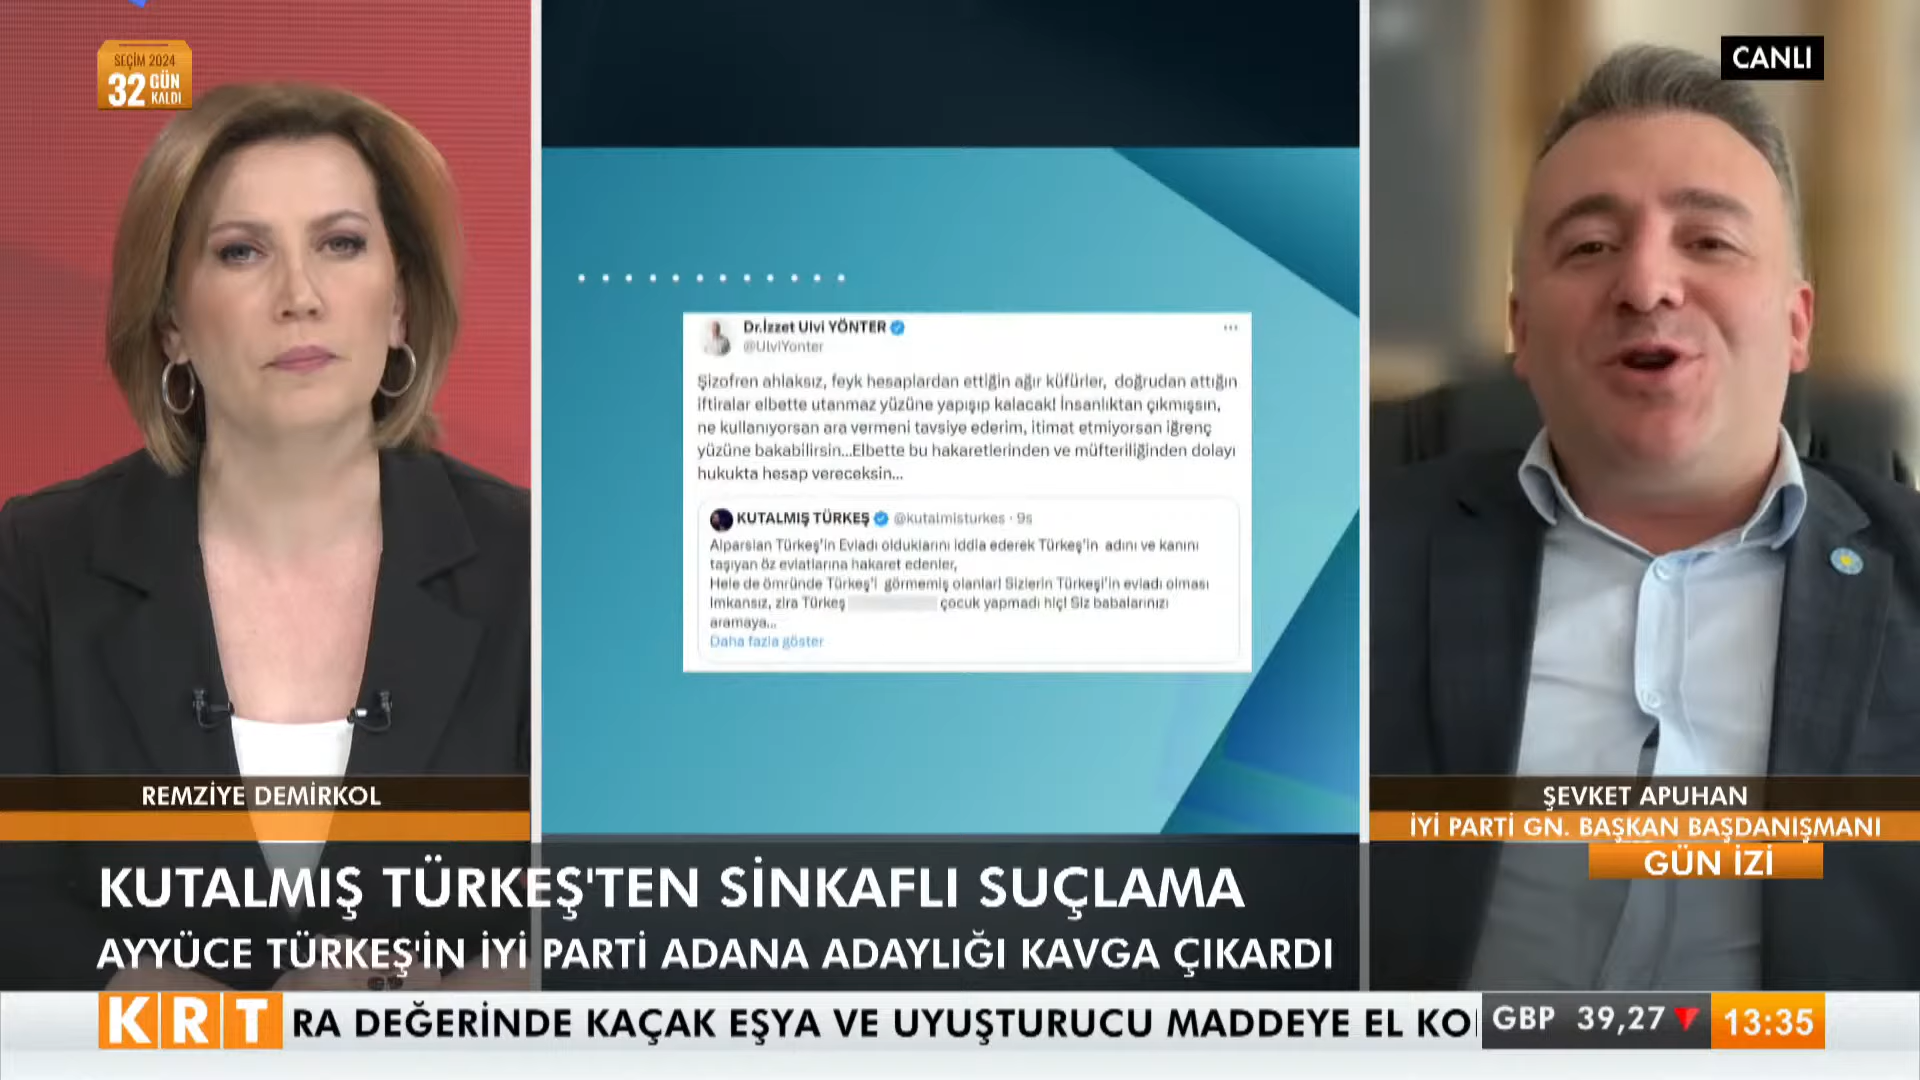 SEÇİM 2024
32 GÜN KALDI
CANLI
Dr.İzzet Ulvi YÖNTER
@UlviYonter
Şizofren ahlaksız, feyk hesaplardan ettiğin ağır küfürler, doğrudan attığın
iftiralar elbette utanmaz yüzüne yapışıp kalacak! İnsanlıktan çıkmışsın,
ne kullanıyorsan ara vermeni tavsiye ederim, itimat etmiyorsan iğrenç
yüzüne bakabilirsin...Elbette bu hakaretlerinden ve müfteriliğinden dolayı
hukukta hesap vereceksin...
KUTALMIŞ TÜRKEŞ @kutalmisturkes · 9s
Alparslan Türkeş'in Evladı olduklarını iddia ederek Türkeş'in adını ve kanını
taşıyan öz evlatlarına hakaret edenler,
Hele de ömründe Türkeş'i görmemiş olanlar! Sizlerin Türkeşi'in evladı olması
imkansız, zira Türkeş çocuk yapmadı hiç! Siz babalarınızı
aramaya...
Daha fazla göster
REMZİYE DEMİRKOL
ŞEVKET APUHAN
İYİ PARTİ GN. BAŞKAN BAŞDANIŞMANI
GÜN İZİ
KUTALMIŞ TÜRKEŞ'TEN SİNKAFLI SUÇLAMA
AYYÜCE TÜRKEŞ'İN İYİ PARTİ ADANA ADAYLIĞI KAVGA ÇIKARDI
KRT RA DEĞERİNDE KAÇAK EŞYA VE UYUŞTURUCU MADDEYE EL KO GBP 39,27 13:35